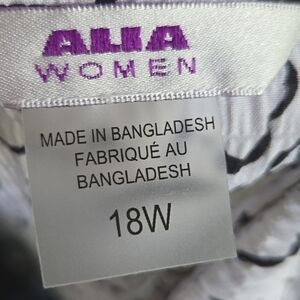 ALIA
WOMEN
MADE IN BANGLADESH
FABRIQUÉ AU
BANGLADESH
18W